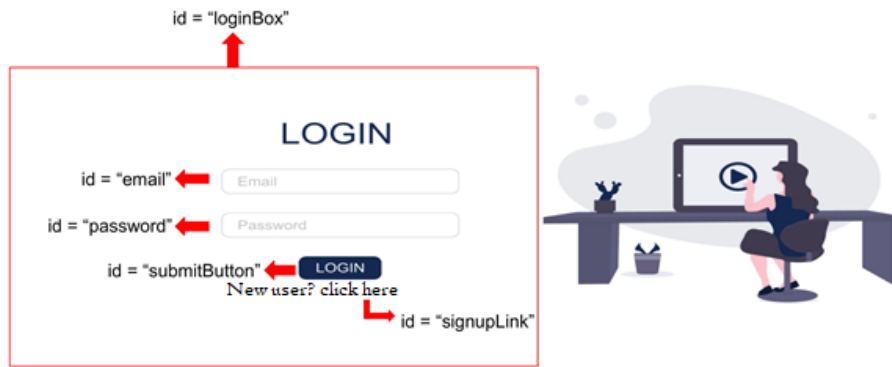 id = “loginBox”
LOGIN
id = “email”
Email
id = “password”
Password
id = “submitButton”
LOGIN
New user? click here
id = “signupLink”